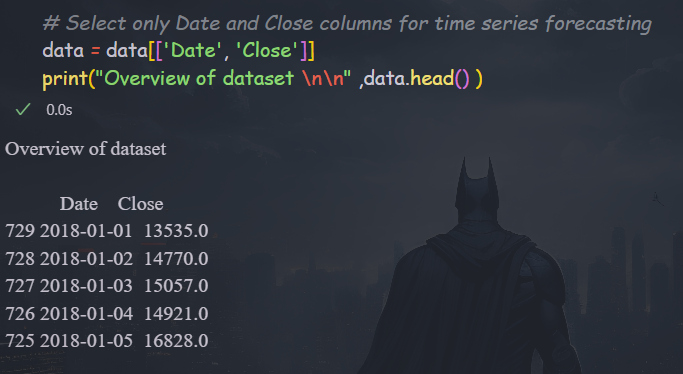 # Select only Date and Close columns for time series forecasting
data = data[['Date', 'Close']]
print("Overview of dataset \n\n" ,data.head() )
✓ 0.0s
Overview of dataset
Date Close
729 2018-01-01 13535.0
728 2018-01-02 14770.0
727 2018-01-03 15057.0
726 2018-01-04 14921.0
725 2018-01-05 16828.0